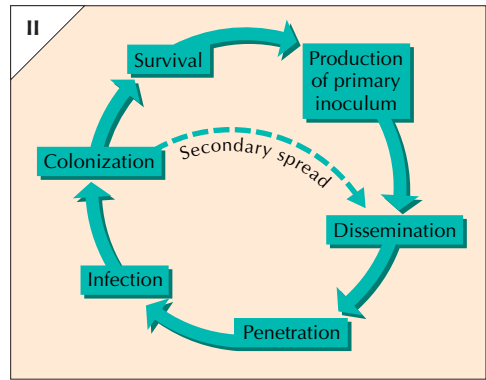 II
Survival
Production
of primary
inoculum
Colonization
Secondary spread
Dissemination
Infection
Penetration